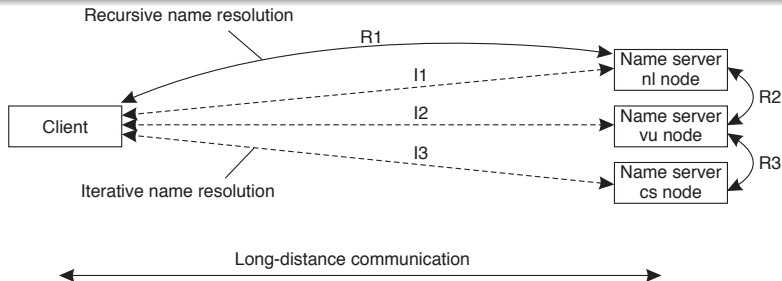 Recursive name resolution
R1
Name server
nl node
I1
R2
I2
Client
Name server
vu node
I3
R3
Name server
cs node
Iterative name resolution
Long-distance communication